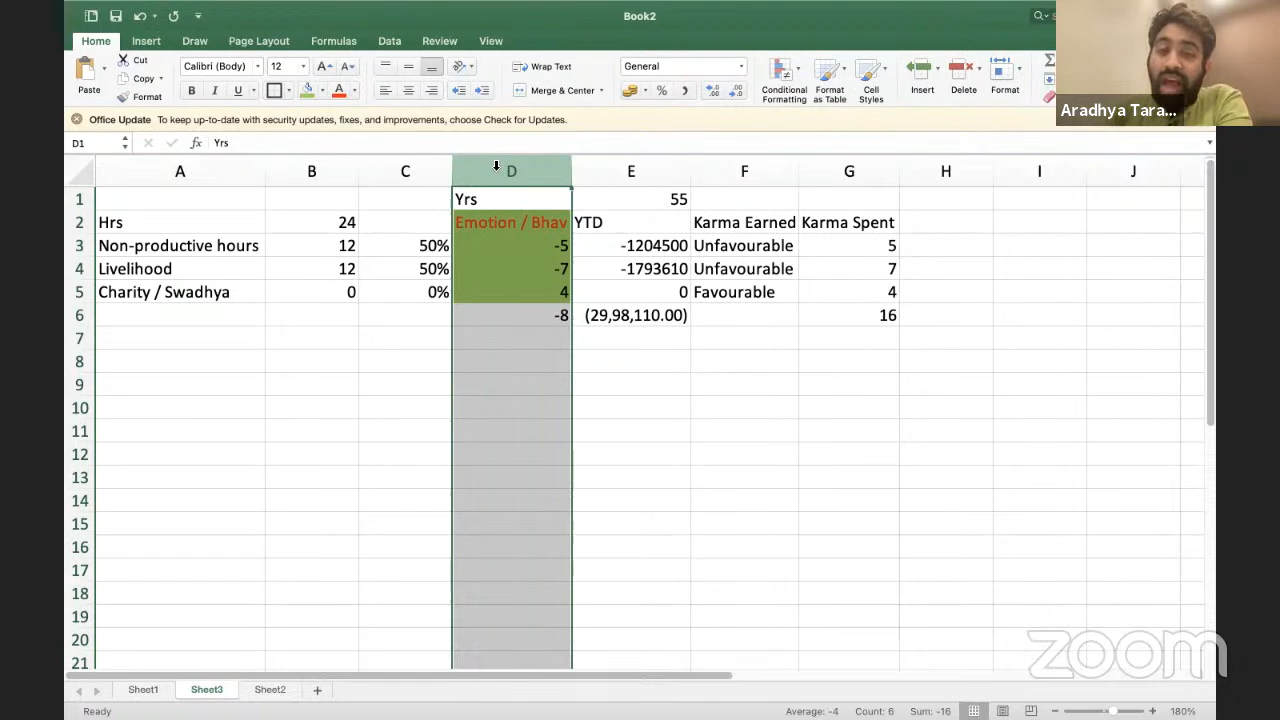 Book2
Home Insert Draw Page Layout Formulas Data Review View
Paste Cut Copy Format Calibri (Body) 12 A A B I U A Wrap Text Merge & Center General % Conditional Formatting Format as Table Cell Styles Insert Delete Format
Aradhya Tara...
Office Update To keep up-to-date with security updates, fixes, and improvements, choose Check for Updates.
D1 fx Yrs
A B C D E F G H I J
1 Yrs 55
2 Hrs 24 Emotion / Bhav YTD Karma Earned Karma Spent
3 Non-productive hours 12 50% -5 -1204500 Unfavourable 5
4 Livelihood 12 50% -7 -1793610 Unfavourable 7
5 Charity / Swadhya 0 0% 4 0 Favourable 4
6 -8 (29,98,110.00) 16
7
8
9
10
11
12
13
14
15
16
17
18
19
20
21
zoom
Sheet1 Sheet3 Sheet2 +
Ready Average: -4 Count: 6 Sum: -16 180%